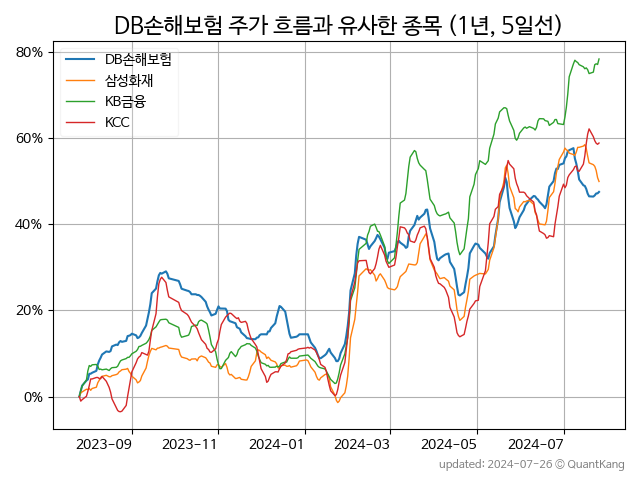 DB손해보험 주가 흐름과 유사한 종목 (1년, 5일선)
DB손해보험
삼성화재
KB금융
KCC
80%
60%
40%
20%
0%
2023-09
2023-11
2024-01
2024-03
2024-05
2024-07
updated: 2024-07-26 © QuantKang